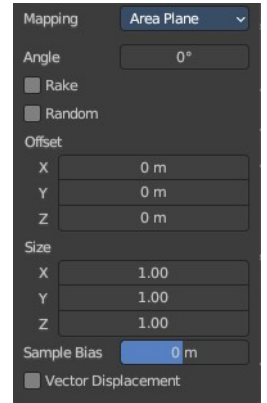 Mapping Area Plane
Angle 0°
Rake
Random
Offset
X 0 m
Y 0 m
Z 0 m
Size
X 1.00
Y 1.00
Z 1.00
Sample Bias 0 m
Vector Displacement